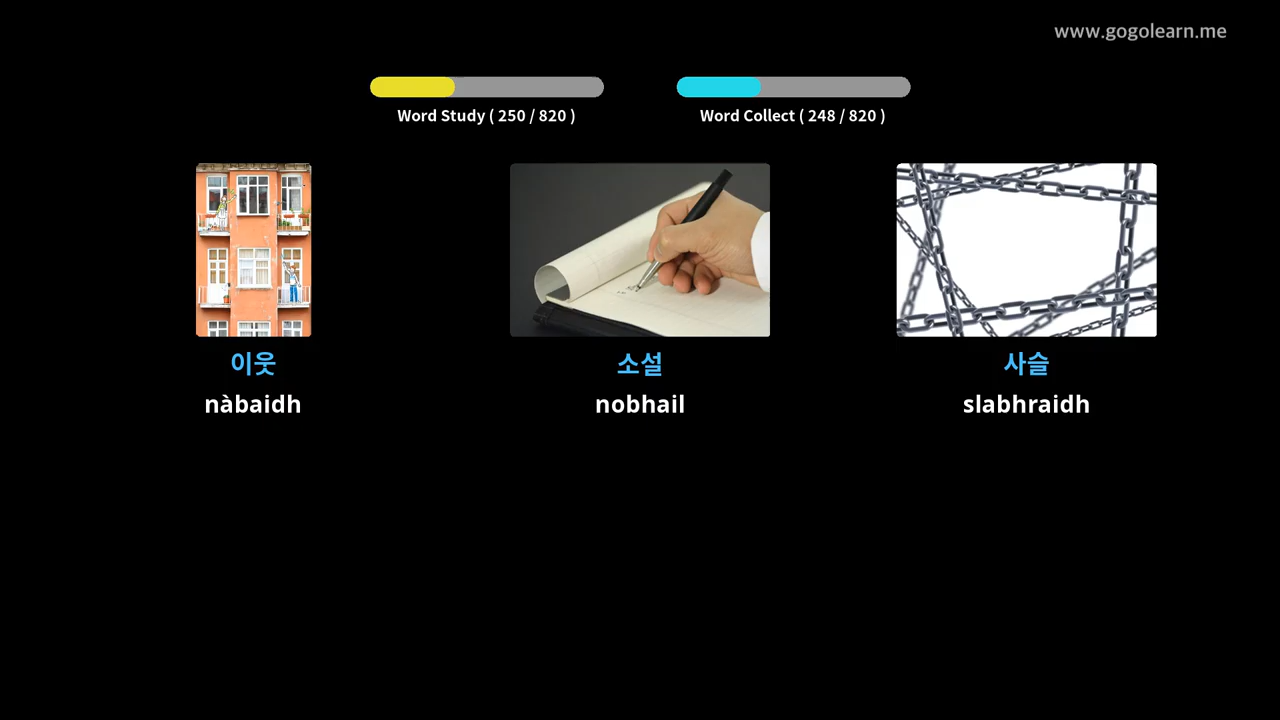 www.gogolearn.me
Word Study ( 250 / 820 )
Word Collect ( 248 / 820 )
이웃
소설
사슬
nàbaidh
nobhail
slabhraidh